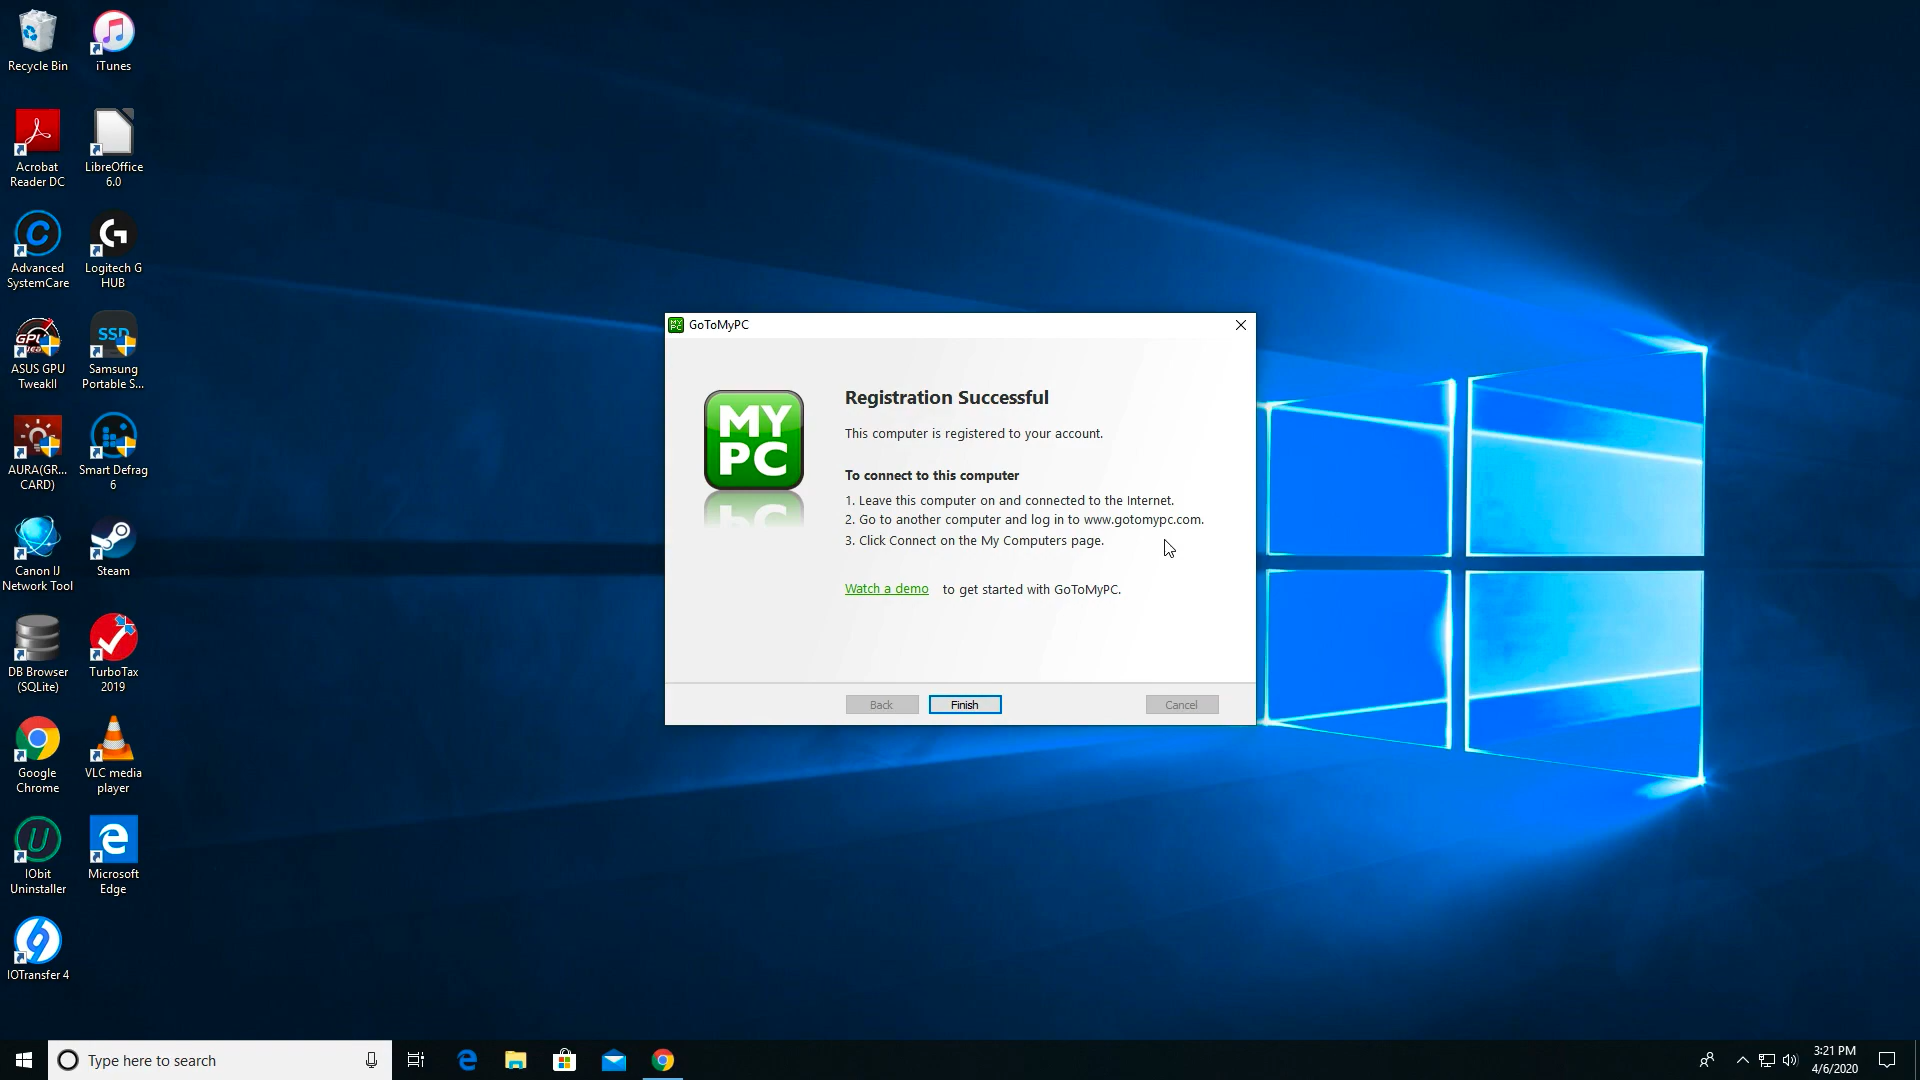 Recycle Bin
iTunes
Acrobat
Reader DC
LibreOffice
6.0
Advanced
SystemCare
G
Logitech G
HUB
GPU
ASUS GPU
TweakII
SSD
Samsung
Portable S...
AURA(GR...
CARD)
Smart Defrag
6
Canon IJ
Network Tool
Steam
DB Browser
(SQLite)
TurboTax
2019
Google
Chrome
VLC media
player
IObit
Uninstaller
Microsoft
Edge
IOTransfer 4
MY
PC
GoToMyPC
MY
PC
Registration Successful
This computer is registered to your account.
To connect to this computer
1. Leave this computer on and connected to the Internet.
2. Go to another computer and log in to www.gotomypc.com.
3. Click Connect on the My Computers page.
Watch a demo to get started with GoToMyPC.
Back
Finish
Cancel
Type here to search
3:21 PM
4/6/2020